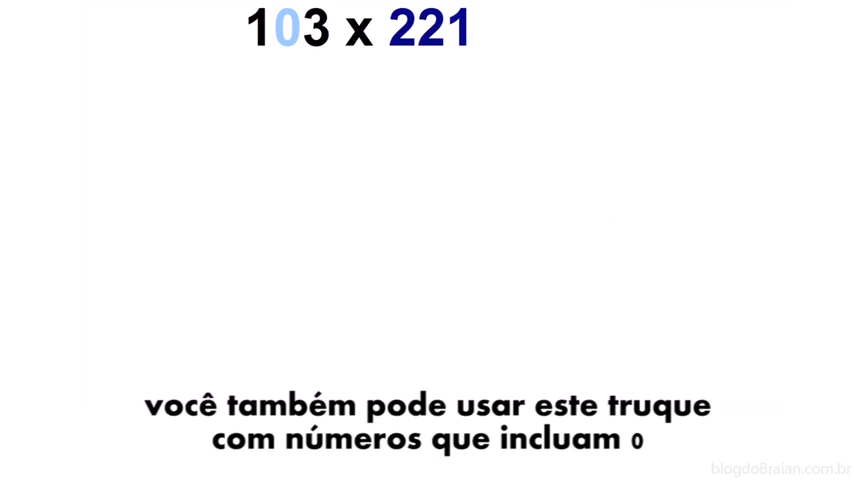 103 x 221
você também pode usar este truque
com números que incluam 0
blogdoBraian.com.br